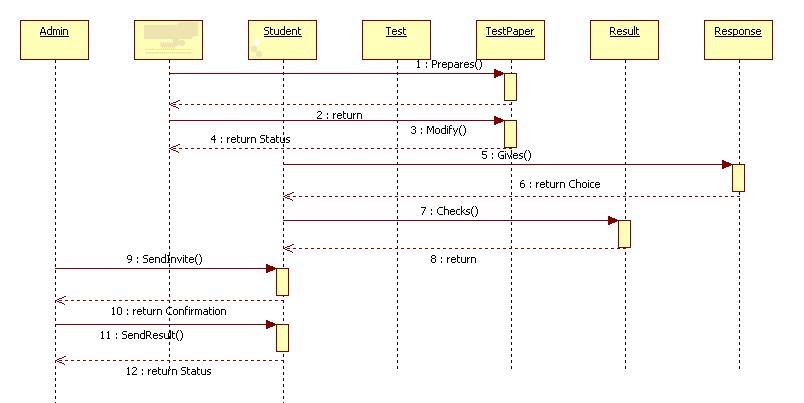 Admin
Student
Test
TestPaper
Result
Response
1 : Prepares()
2 : return
3 : Modify()
4 : return Status
5 : Gives()
6 : return Choice
7 : Checks()
8 : return
9 : SendInvite()
10 : return Confirmation
11 : SendResult()
12 : return Status